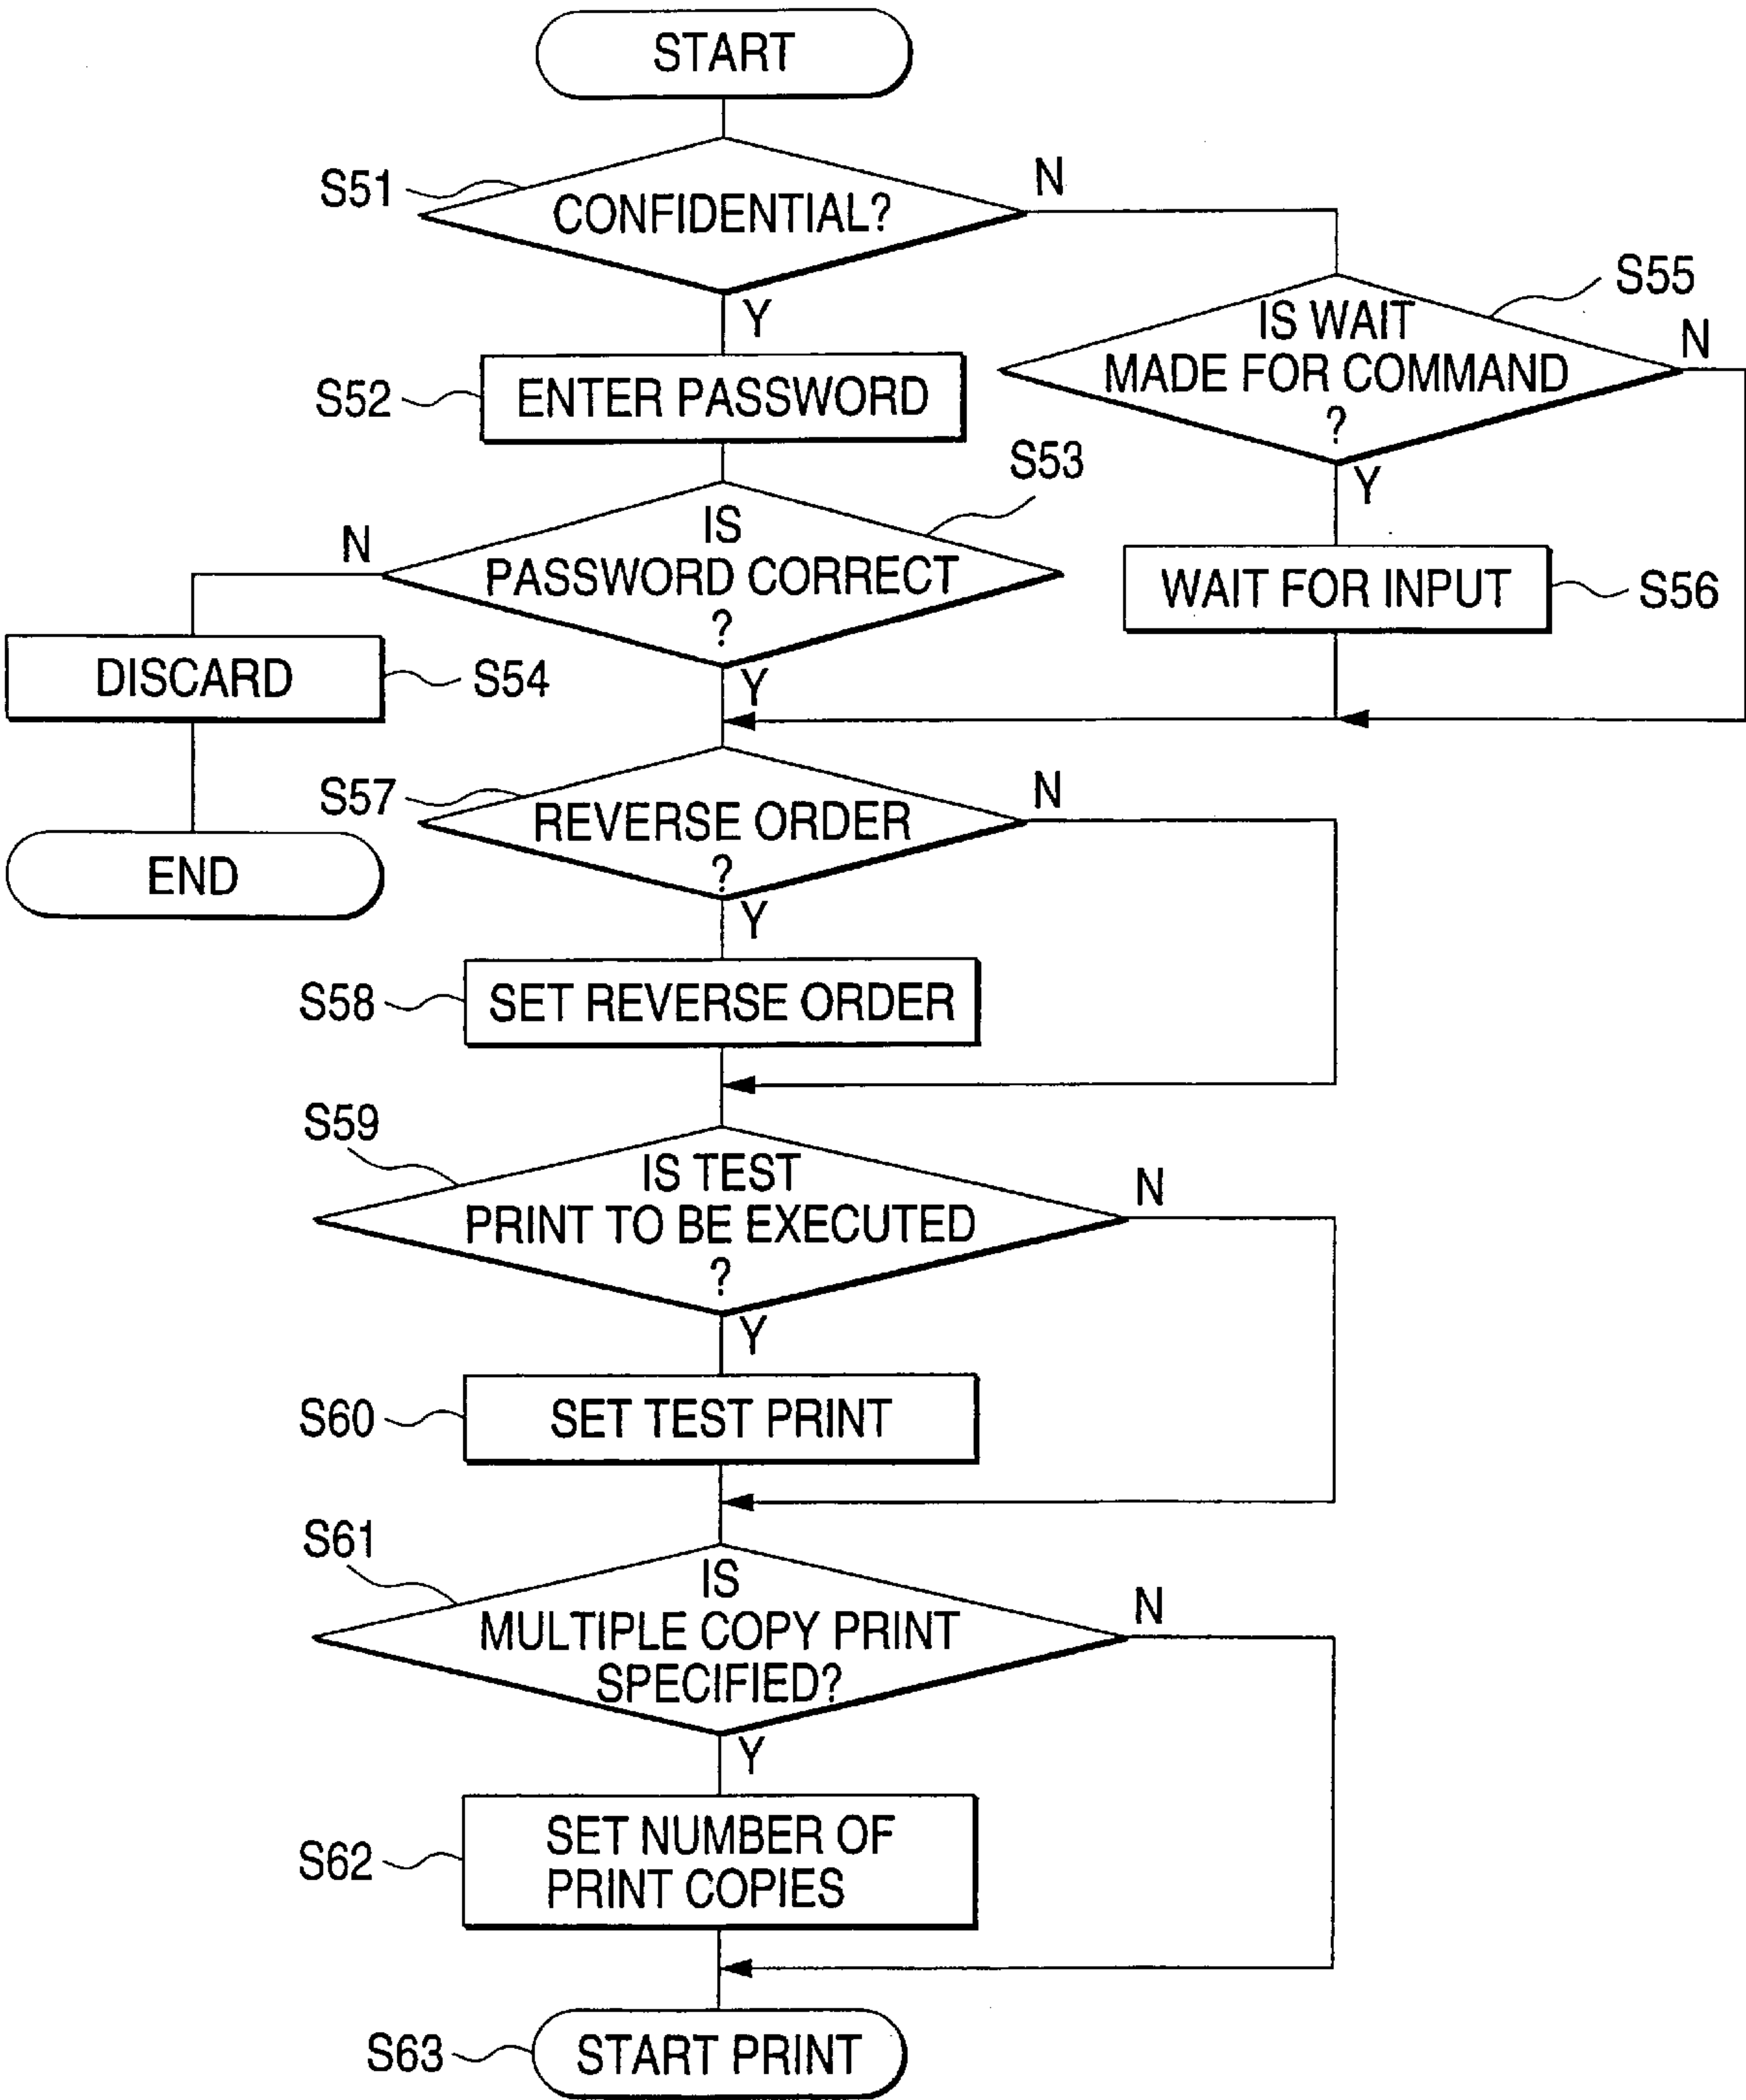 START
S51
CONFIDENTIAL?
N
Y
S55
IS WAIT
MADE FOR COMMAND
?
N
Y
S52
ENTER PASSWORD
S53
IS
PASSWORD CORRECT
?
N
Y
WAIT FOR INPUT
S56
DISCARD
S54
END
S57
REVERSE ORDER
?
N
Y
S58
SET REVERSE ORDER
S59
IS TEST
PRINT TO BE EXECUTED
?
N
Y
S60
SET TEST PRINT
S61
IS
MULTIPLE COPY PRINT
SPECIFIED?
N
Y
S62
SET NUMBER OF
PRINT COPIES
S63
START PRINT